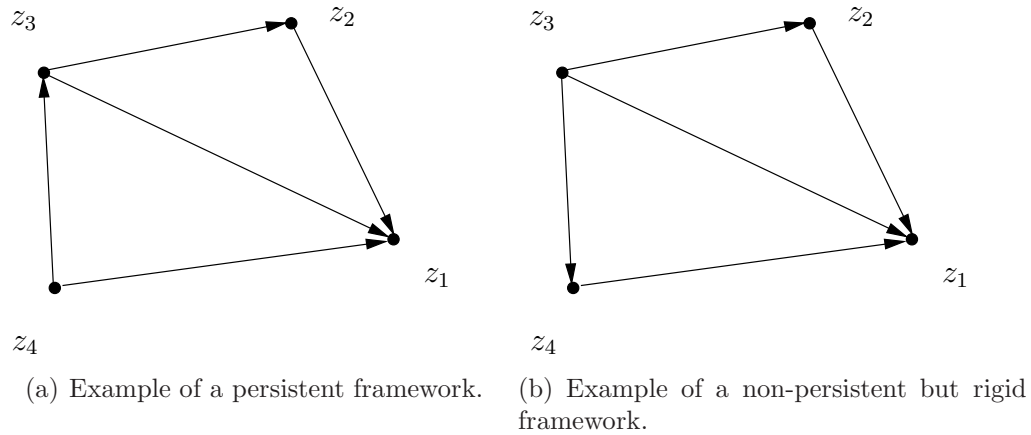 z₃
z₂
z₁
z₄
z₃
z₂
z₁
z₄
(a) Example of a persistent framework.
(b) Example of a non-persistent but rigid
framework.